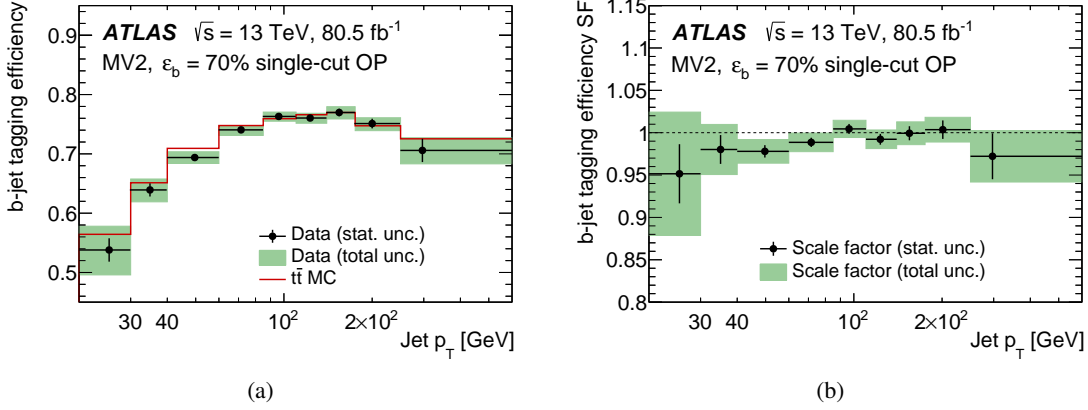 ATLAS √s = 13 TeV, 80.5 fb⁻¹
MV2, ε_b = 70% single-cut OP
b-jet tagging efficiency
0.9
0.8
0.7
0.6
0.5
Data (stat. unc.)
Data (total unc.)
tt̄ MC
30 40 10² 2×10²
Jet p_T [GeV]
(a)
ATLAS √s = 13 TeV, 80.5 fb⁻¹
MV2, ε_b = 70% single-cut OP
b-jet tagging efficiency SF
1.15
1.1
1.05
1
0.95
0.9
0.85
0.8
Scale factor (stat. unc.)
Scale factor (total unc.)
30 40 10² 2×10²
Jet p_T [GeV]
(b)